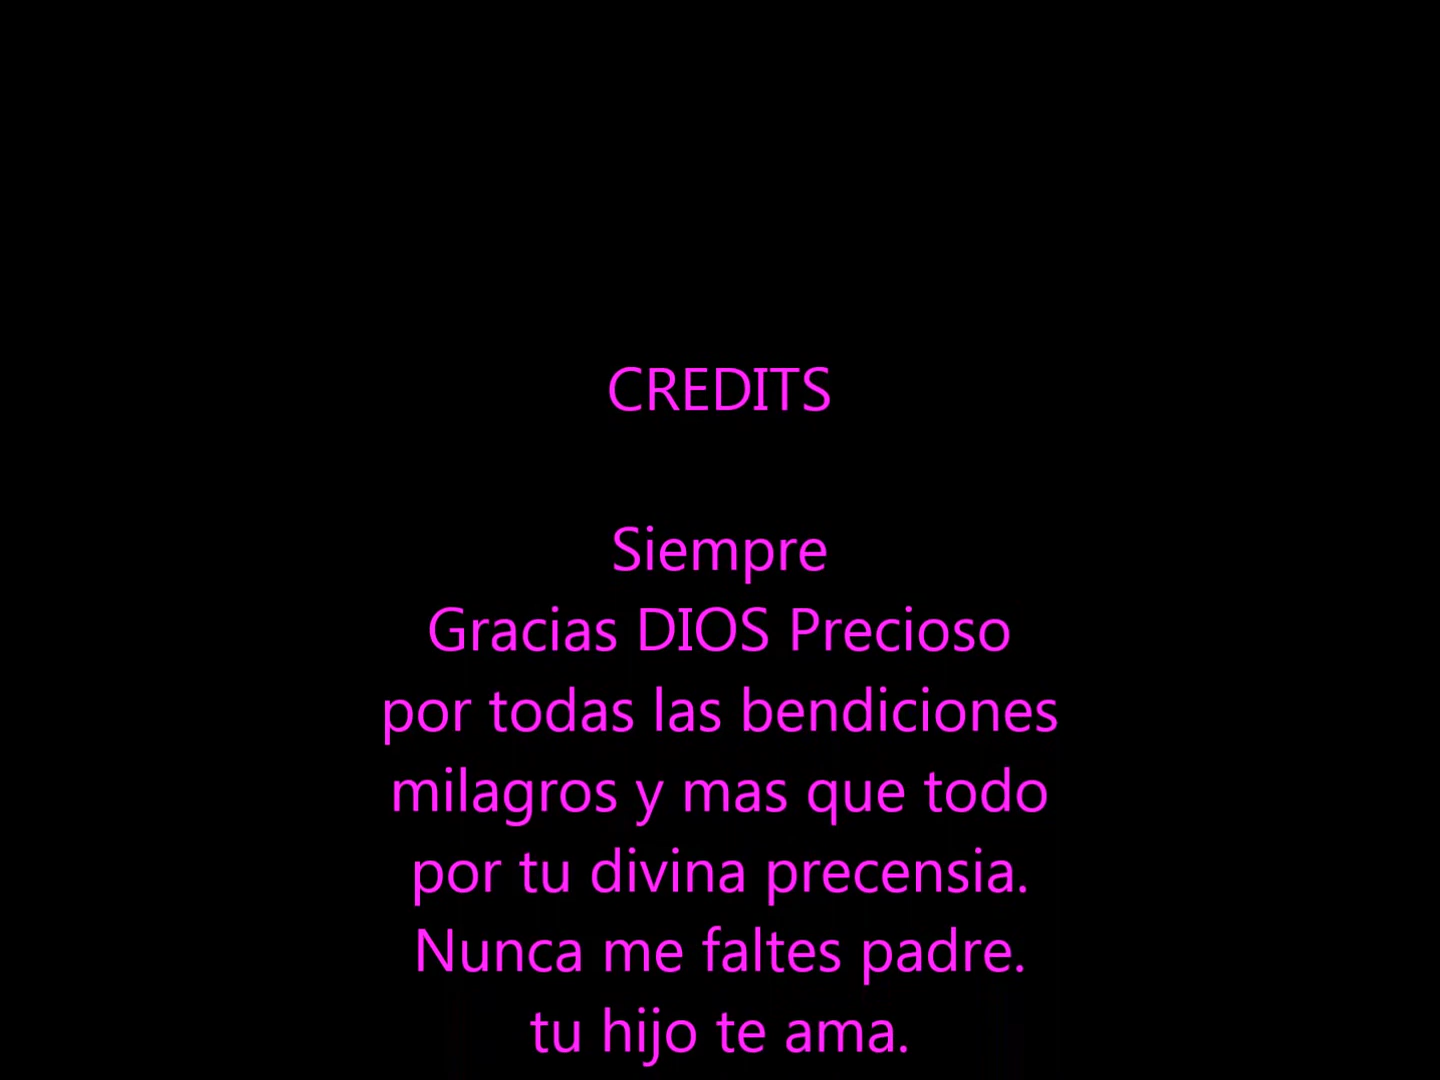 CREDITS
Siempre
Gracias DIOS Precioso
por todas las bendiciones
milagros y mas que todo
por tu divina precensia.
Nunca me faltes padre.
tu hijo te ama.